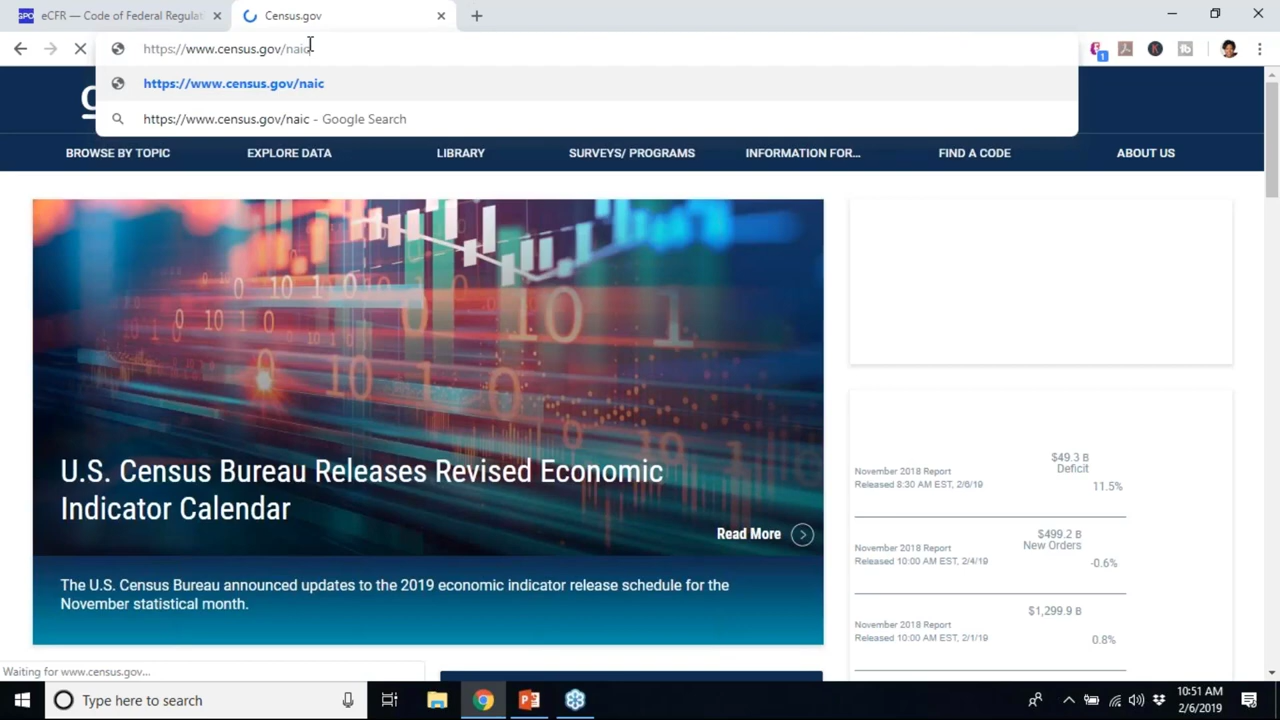 GPO eCFR — Code of Federal Regulat
Census.gov
https://www.census.gov/naic
https://www.census.gov/naic
https://www.census.gov/naic - Google Search
1
BROWSE BY TOPIC
EXPLORE DATA
LIBRARY
SURVEYS/ PROGRAMS
INFORMATION FOR...
FIND A CODE
ABOUT US
U.S. Census Bureau Releases Revised Economic
Indicator Calendar
Read More
The U.S. Census Bureau announced updates to the 2019 economic indicator release schedule for the
November statistical month.
$49.3 B
Deficit
November 2018 Report
Released 8:30 AM EST, 2/6/19
11.5%
$499.2 B
New Orders
November 2018 Report
Released 10:00 AM EST, 2/4/19
-0.6%
$1,299.9 B
November 2018 Report
Released 10:00 AM EST, 2/1/19
0.8%
Waiting for www.census.gov...
Type here to search
10:51 AM
2/6/2019